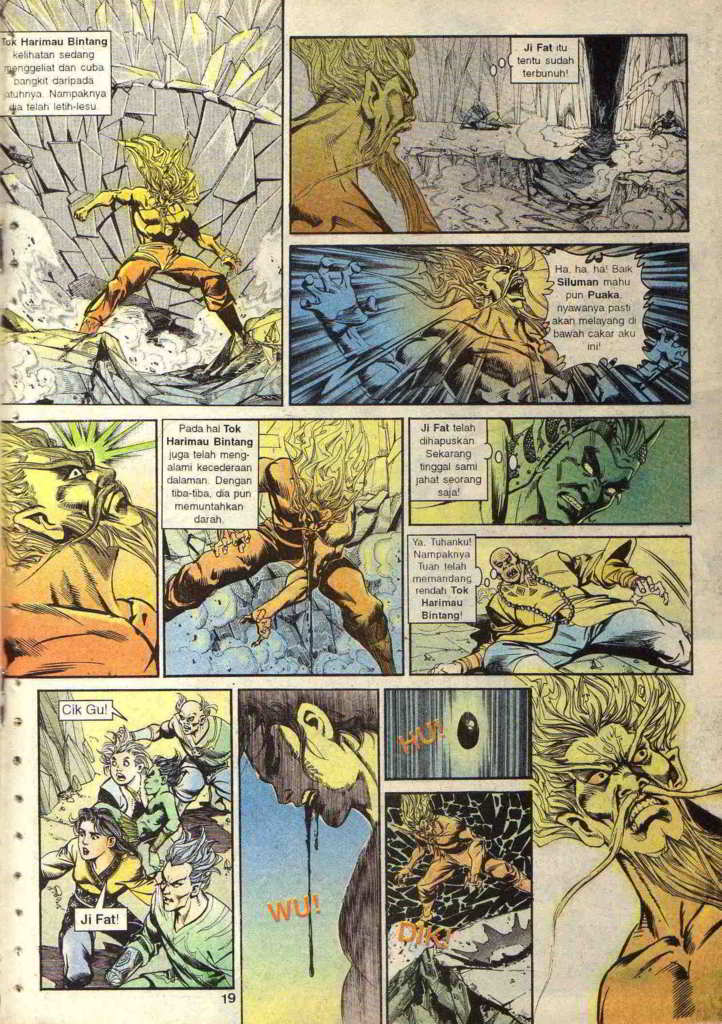 Tok Harimau Bintang
kelihatan sedang
menggeliat dan cuba
bangkit daripada
atuhnya. Nampaknya
dia telah letih-lesu.
Ji Fat itu
tentu sudah
terbunuh!
Ha, ha, ha! Baik
Siluman mahu
pun Puaka,
nyawanya pasti
akan melayang di
bawah cakar aku
ini!
Pada hal Tok
Harimau Bintang
juga telah meng-
alami kecederaan
dalaman. Dengan
tiba-tiba, dia pun
memuntahkan
darah.
Ji Fat telah
dihapuskan
Sekarang
tinggal sami
jahat seorang
saja!
Ya, Tuhanku!
Nampaknya
Tuan telah
memandang
rendah Tok
Harimau
Bintang!
Cik Gu!
Ji Fat!
WU!
HU!
DIK!
19